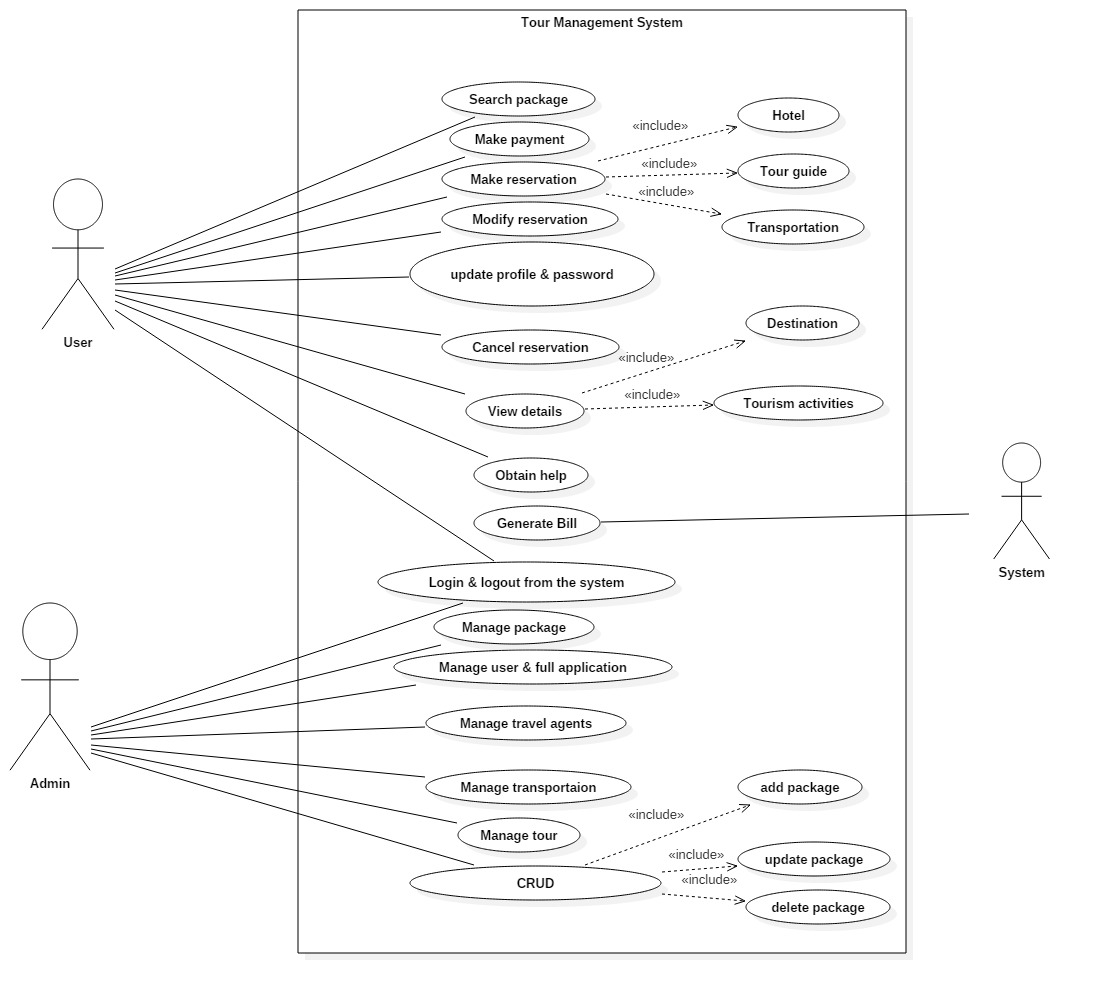 Tour Management System
Search package
Hotel
«include»
Make payment
«include»
Tour guide
Make reservation
«include»
Modify reservation
Transportation
update profile & password
User
Destination
Cancel reservation
«include»
«include»
Tourism activities
View details
Obtain help
Generate Bill
System
Login & logout from the system
Manage package
Manage user & full application
Manage travel agents
Admin
Manage transportaion
add package
«include»
Manage tour
«include»
update package
CRUD
«include»
delete package